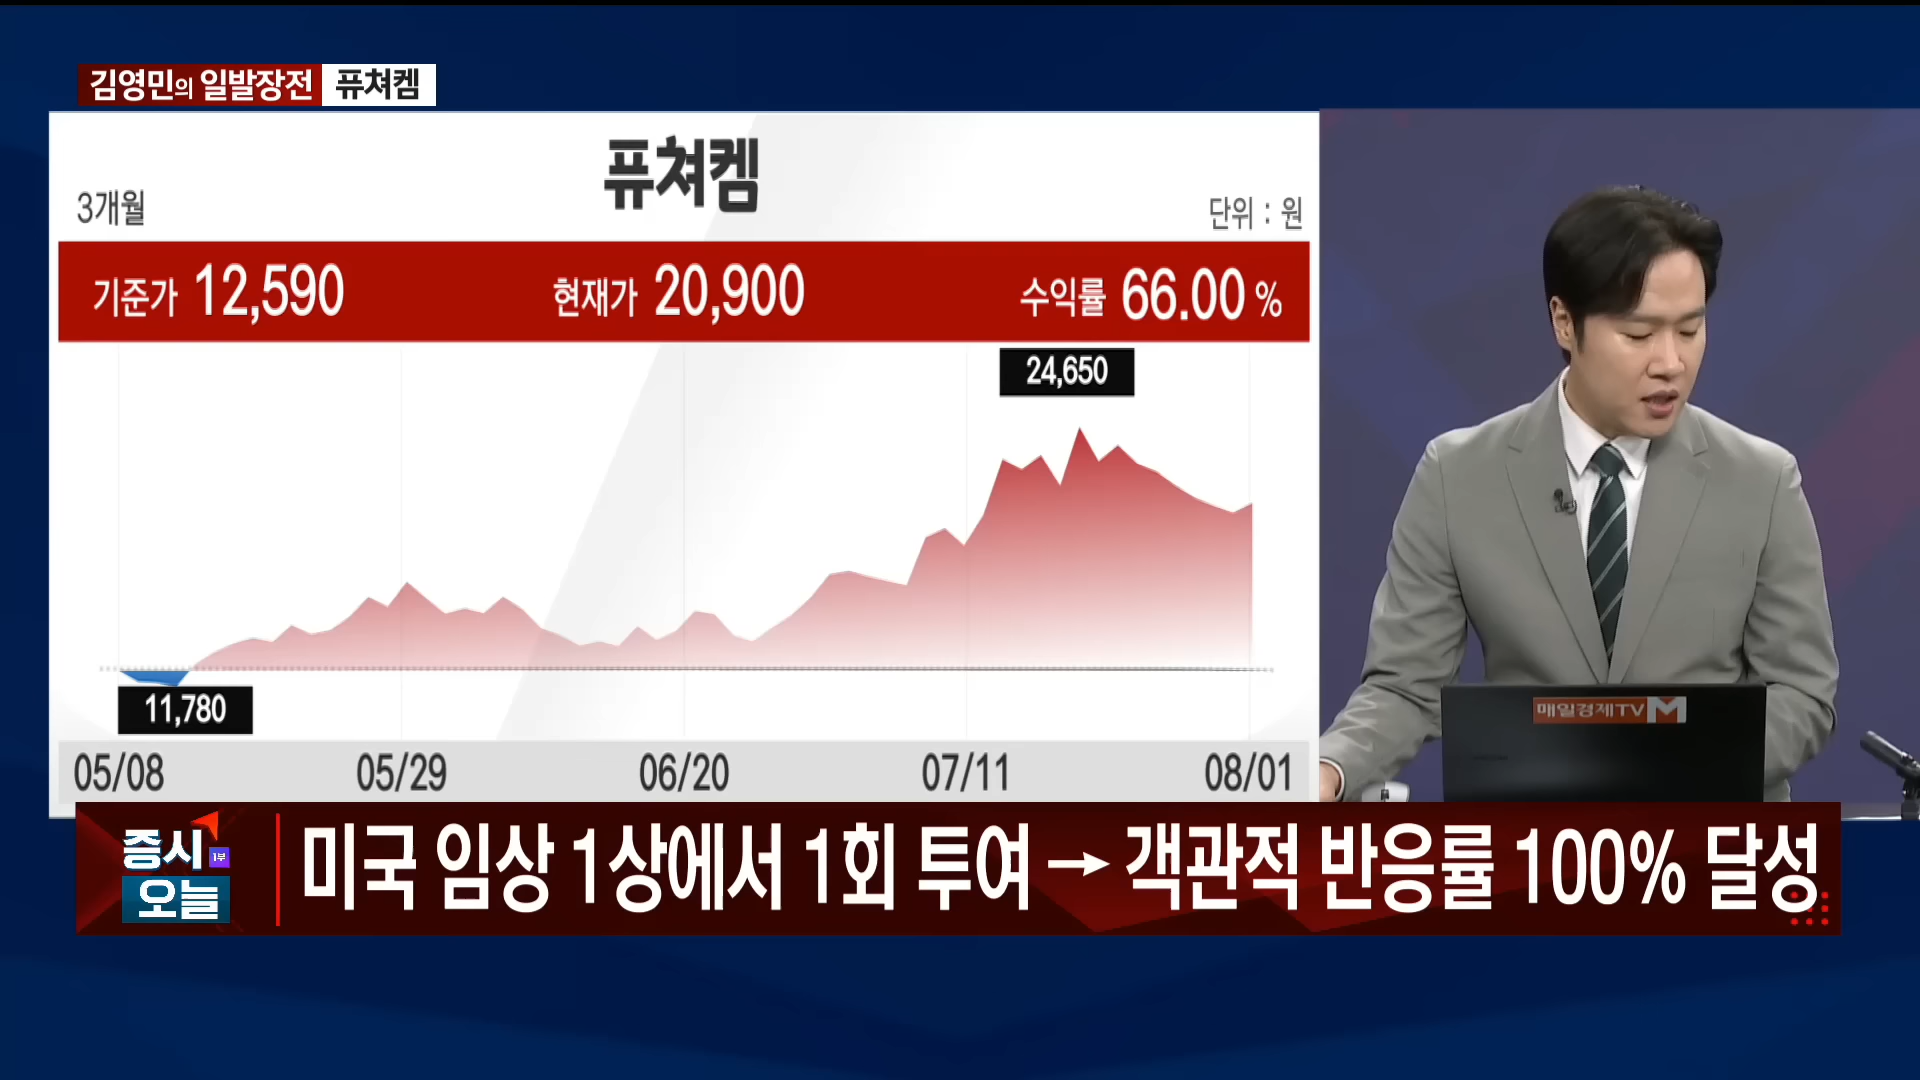 김영민의 일발장전 퓨쳐켐
퓨쳐켐
3개월
단위 : 원
기준가 12,590 현재가 20,900 수익률 66.00 %
24,650
11,780
05/08 05/29 06/20 07/11 08/01
매일경제TV M
증시 1부
오늘
미국 임상 1상에서 1회 투여 → 객관적 반응률 100% 달성